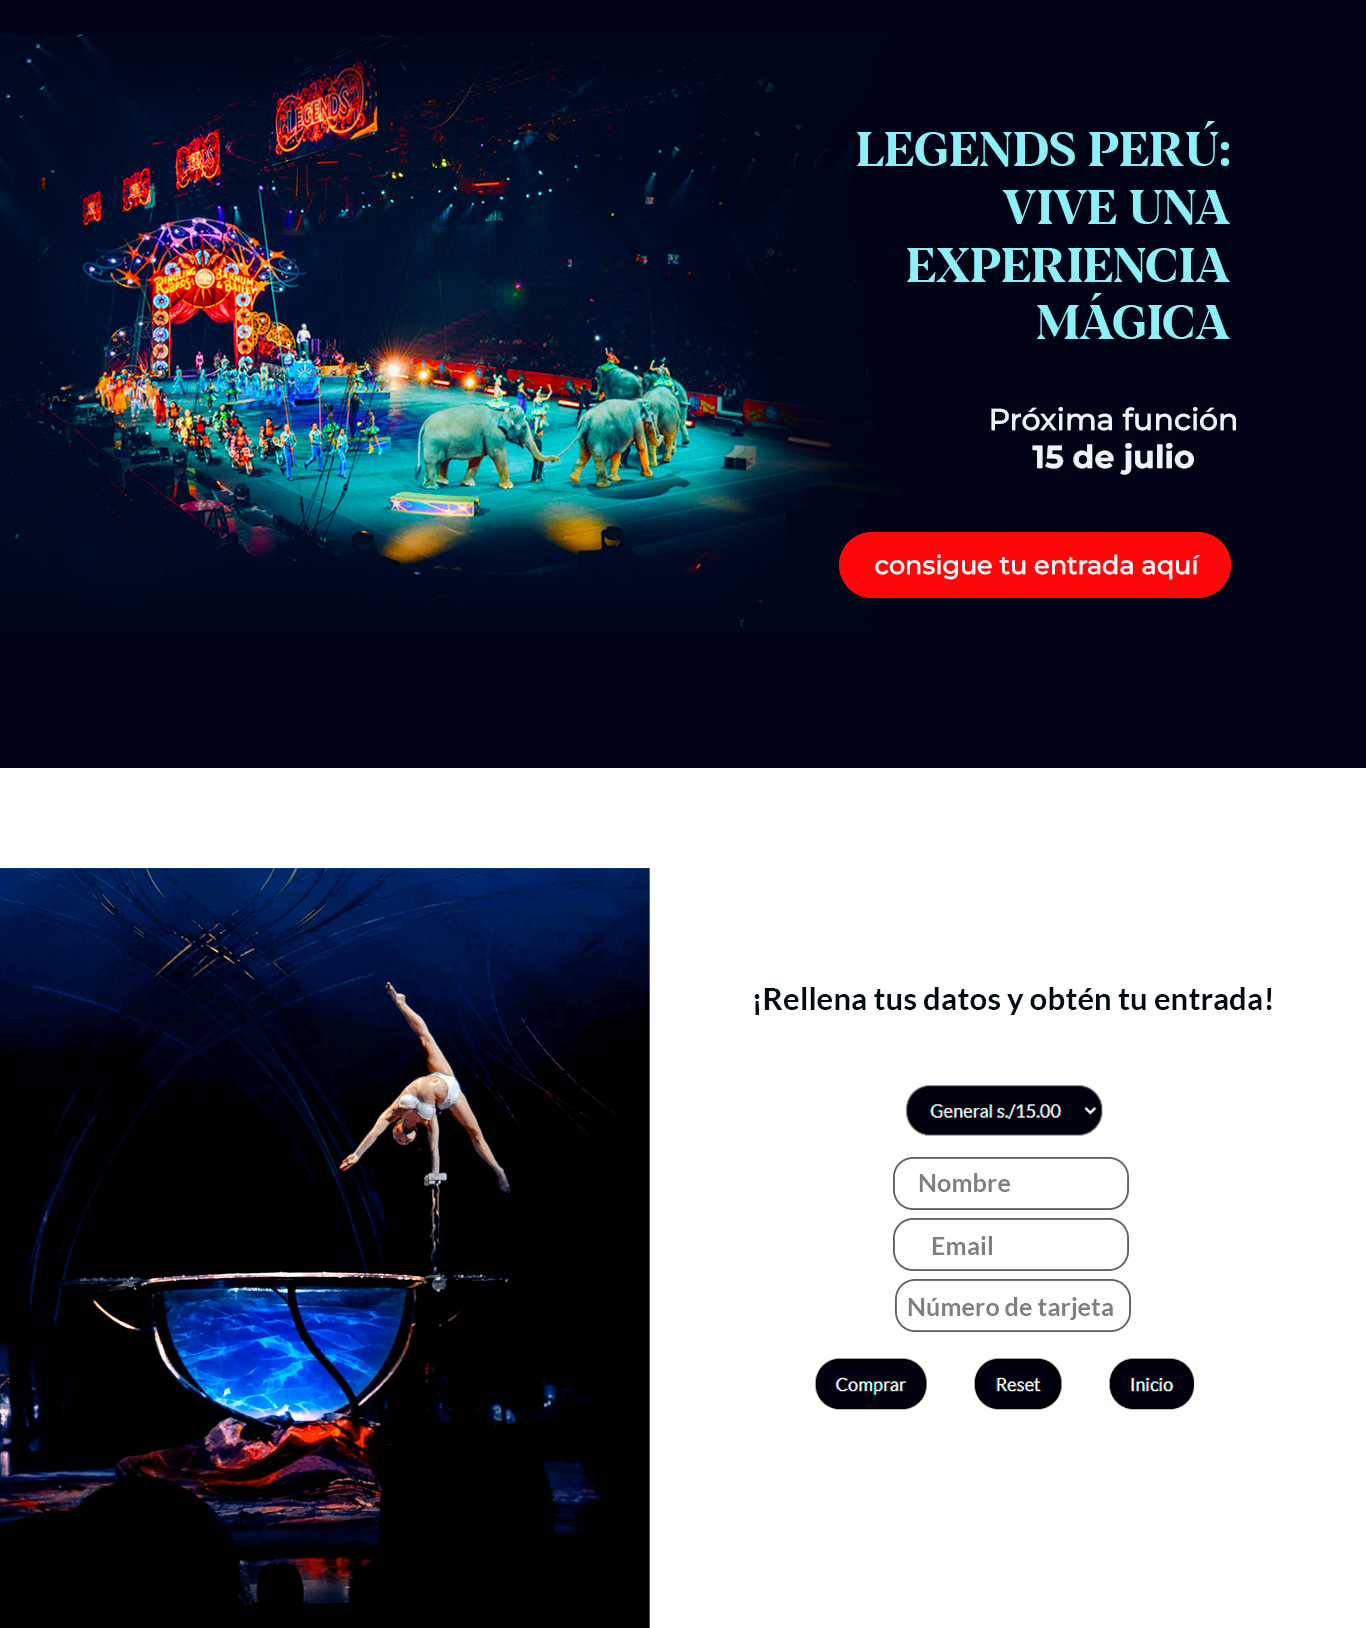 LEGENDS
LEGENDS
RINGLING BARNUM
BROS & BAILEY
LEGENDS PERÚ:
VIVE UNA
EXPERIENCIA
MÁGICA
Próxima función
15 de julio
consigue tu entrada aquí
¡Rellena tus datos y obtén tu entrada!
General s./15.00
Nombre
Email
Número de tarjeta
Comprar Reset Inicio